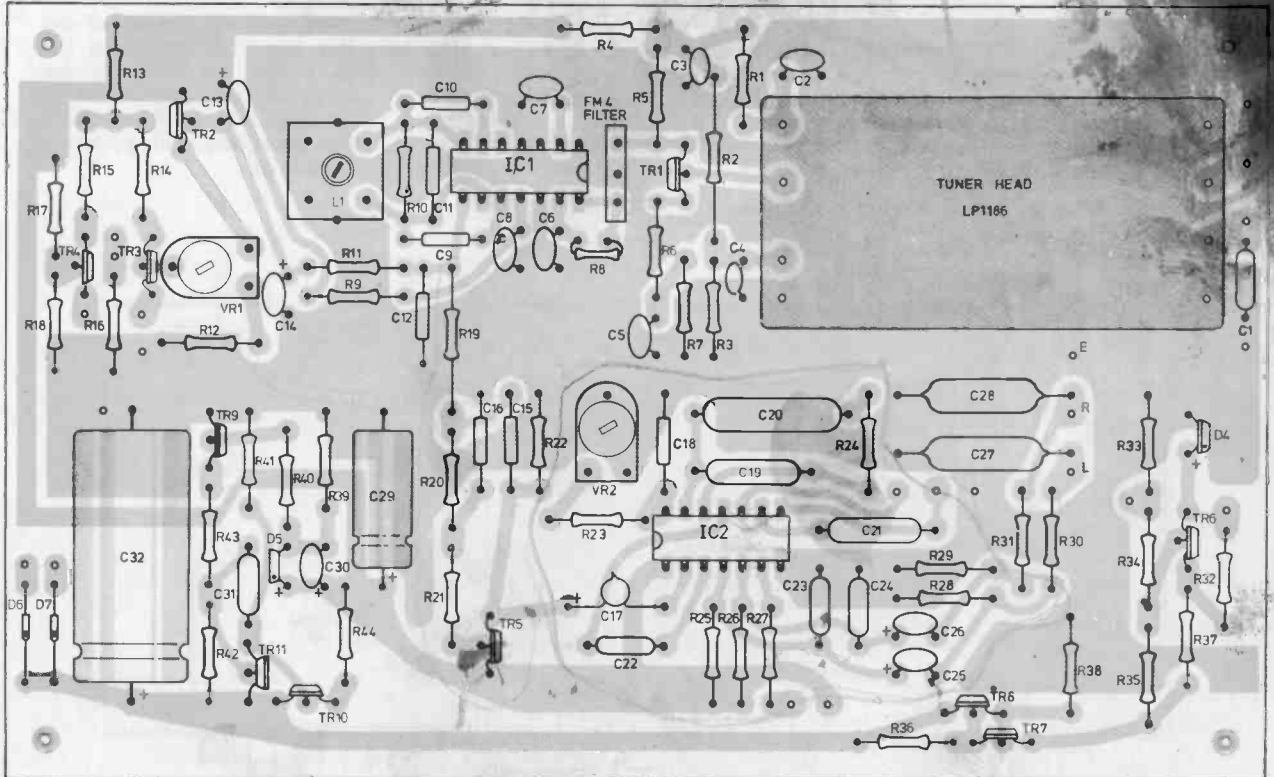 R4
R13
C3
R1
C2
C13
C10
C7
R5
FM4
FILTER
TR2
R15
R14
IC1
TR1
R2
TUNER HEAD
LP1186
R17
L1
R10
C11
C8
C6
R6
R8
C9
C4
TR4
TR3
R11
R9
VR1
C14
C12
R19
C5
R7
R3
C1
R18
R16
R12
E
R
L
TR9
R41
R40
R39
C29
R20
C16
C15
R22
VR2
C18
C20
C19
R24
C28
C27
R33
D4
C32
R43
D5
C30
C31
R23
IC2
C21
R31
R30
R34
TR6
R32
R29
R28
D6
D7
R21
TR5
C17
C22
R25
R26
R27
C23
C24
C26
C25
R42
TR11
R44
TR10
R38
R35
R37
TR8
R36
TR7
+
+
+
+
+
+
+
+
+
+